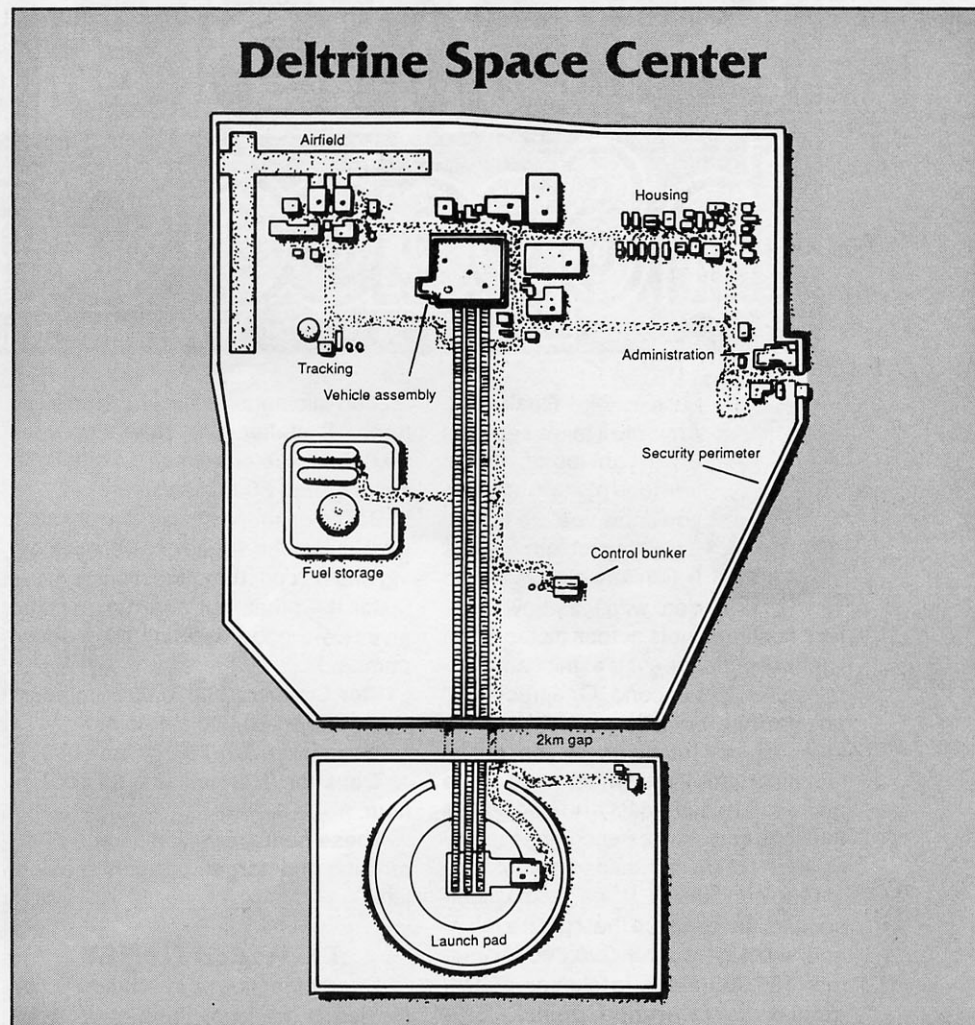 Deltrine Space Center
Airfield
Housing
Administration
Tracking
Vehicle assembly
Security perimeter
Control bunker
Fuel storage
2km gap
Launch pad